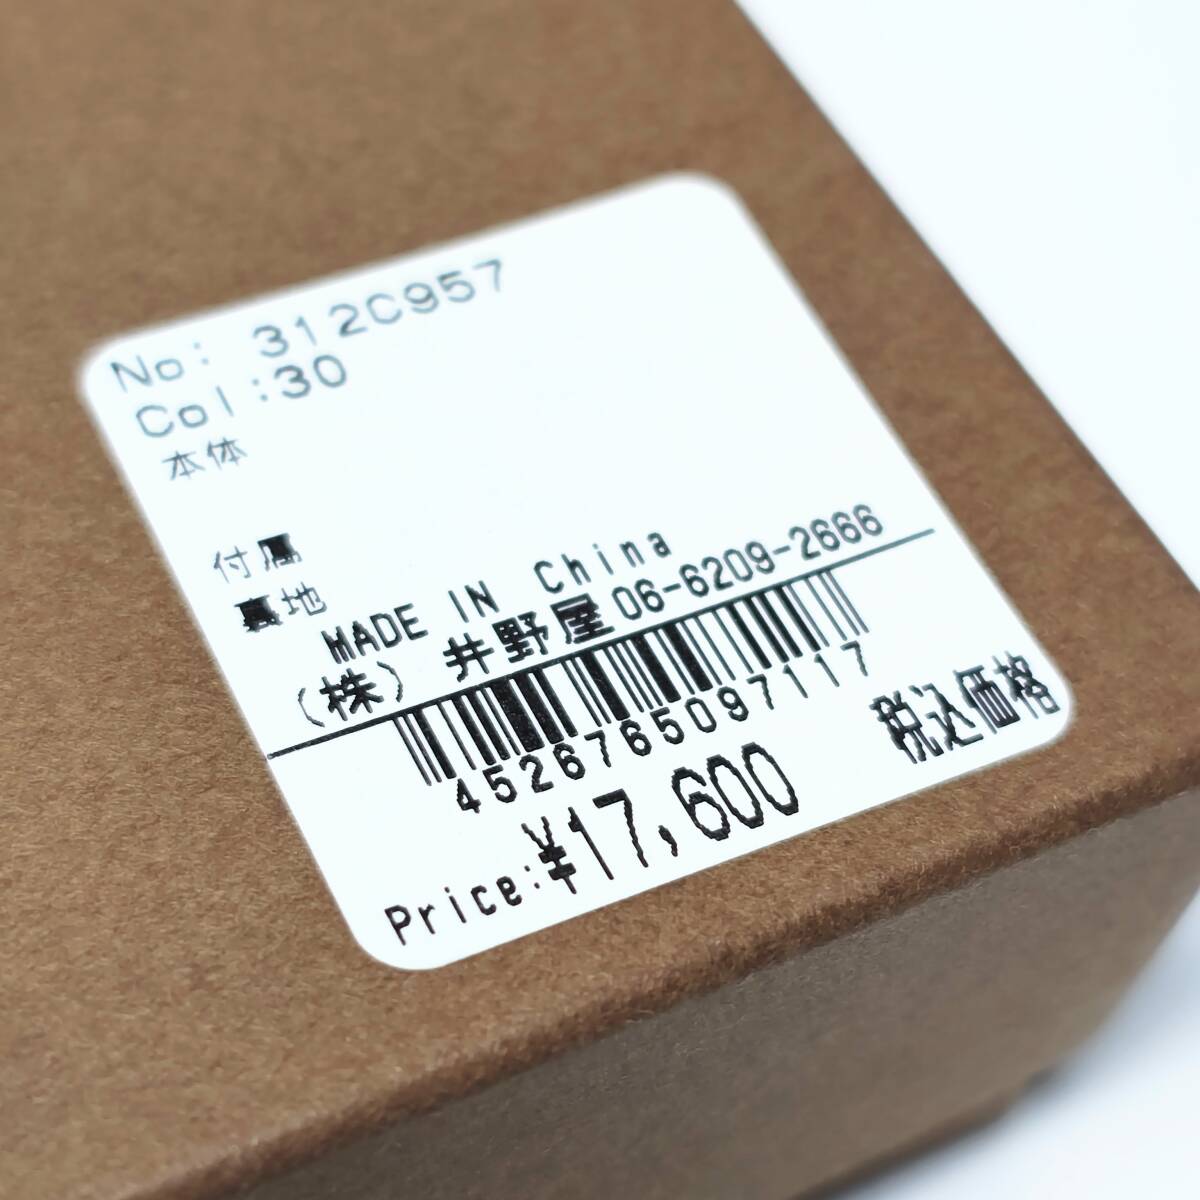 No: 312C957
Col:30
本体
付属
裏地
MADE IN China
(株) 井野屋 06-6209-2666
4526765097117
税込価格
Price:¥17,600